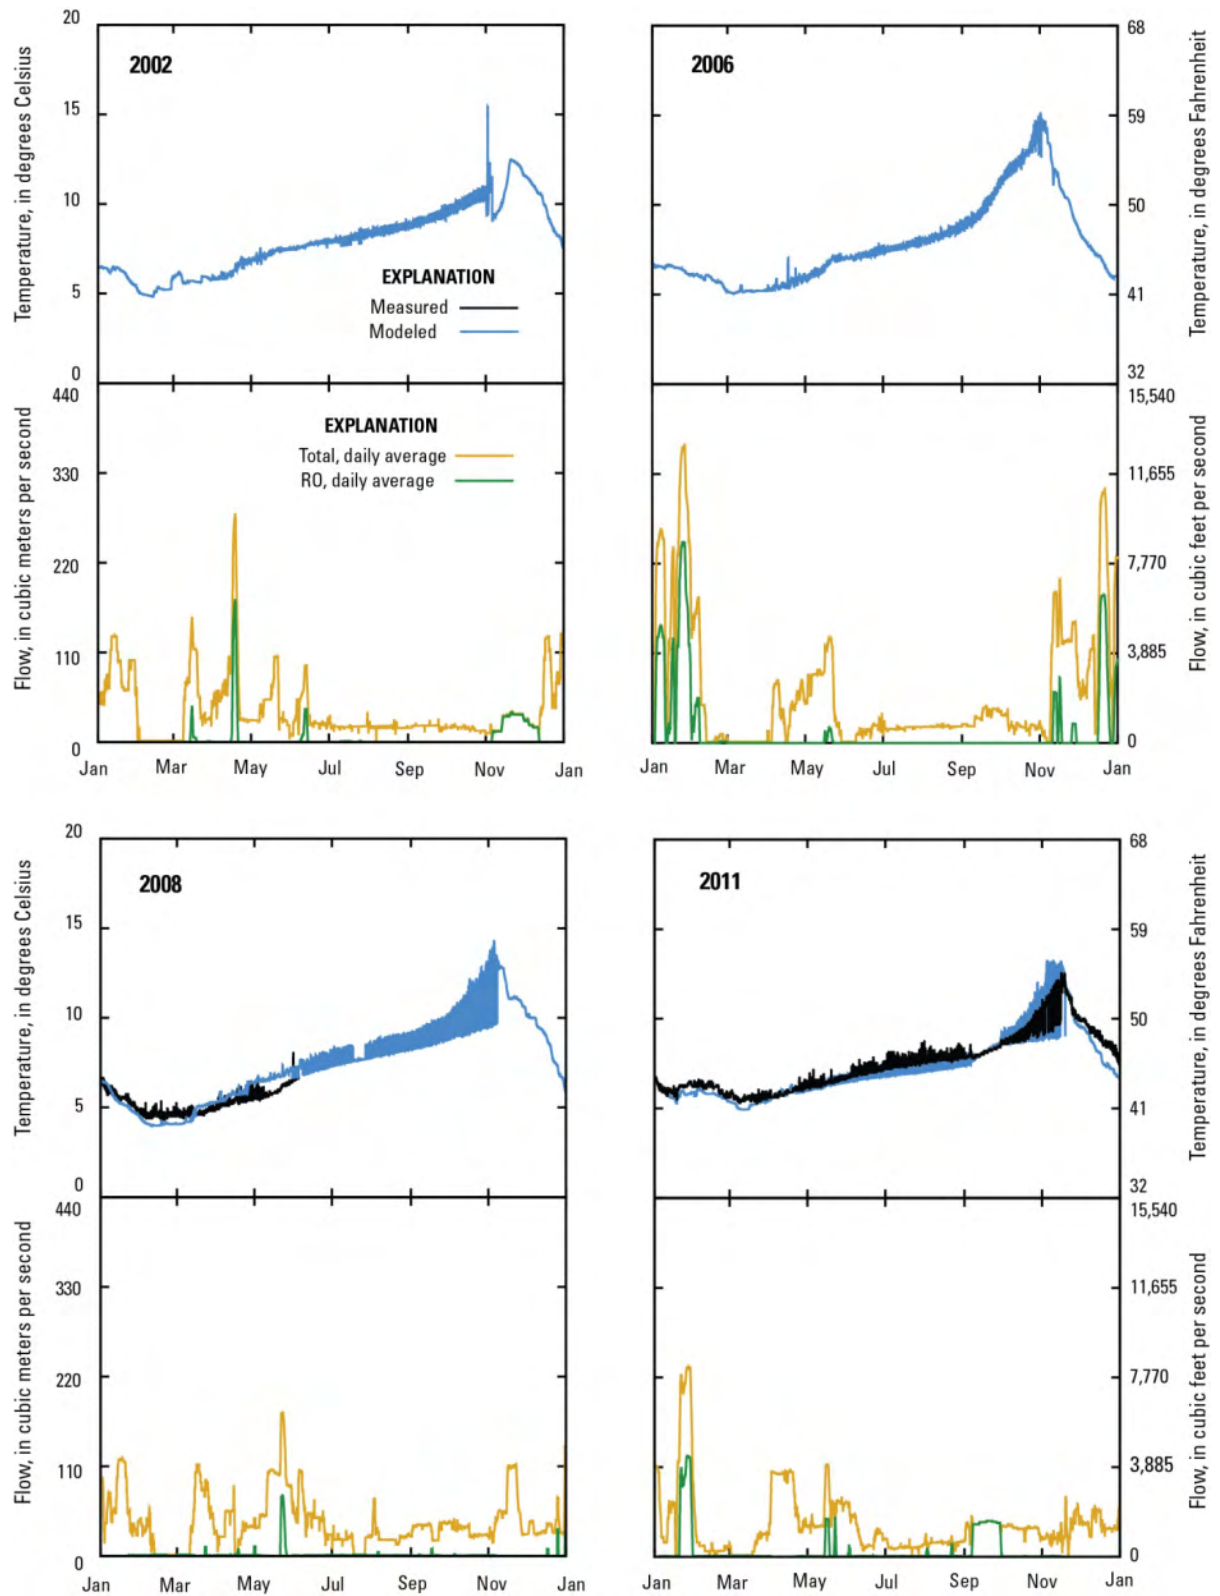 20
15
10
5
0
Temperature, in degrees Celsius
2002
EXPLANATION
Measured
Modeled
2006
68
59
50
41
32
Temperature, in degrees Fahrenheit
440
330
220
110
0
Flow, in cubic meters per second
EXPLANATION
Total, daily average
RO, daily average
Jan Mar May Jul Sep Nov Jan
15,540
11,655
7,770
3,885
0
Flow, in cubic feet per second
Jan Mar May Jul Sep Nov Jan
20
15
10
5
0
Temperature, in degrees Celsius
2008
2011
68
59
50
41
32
Temperature, in degrees Fahrenheit
440
330
220
110
0
Flow, in cubic meters per second
Jan Mar May Jul Sep Nov Jan
15,540
11,655
7,770
3,885
0
Flow, in cubic feet per second
Jan Mar May Jul Sep Nov Jan